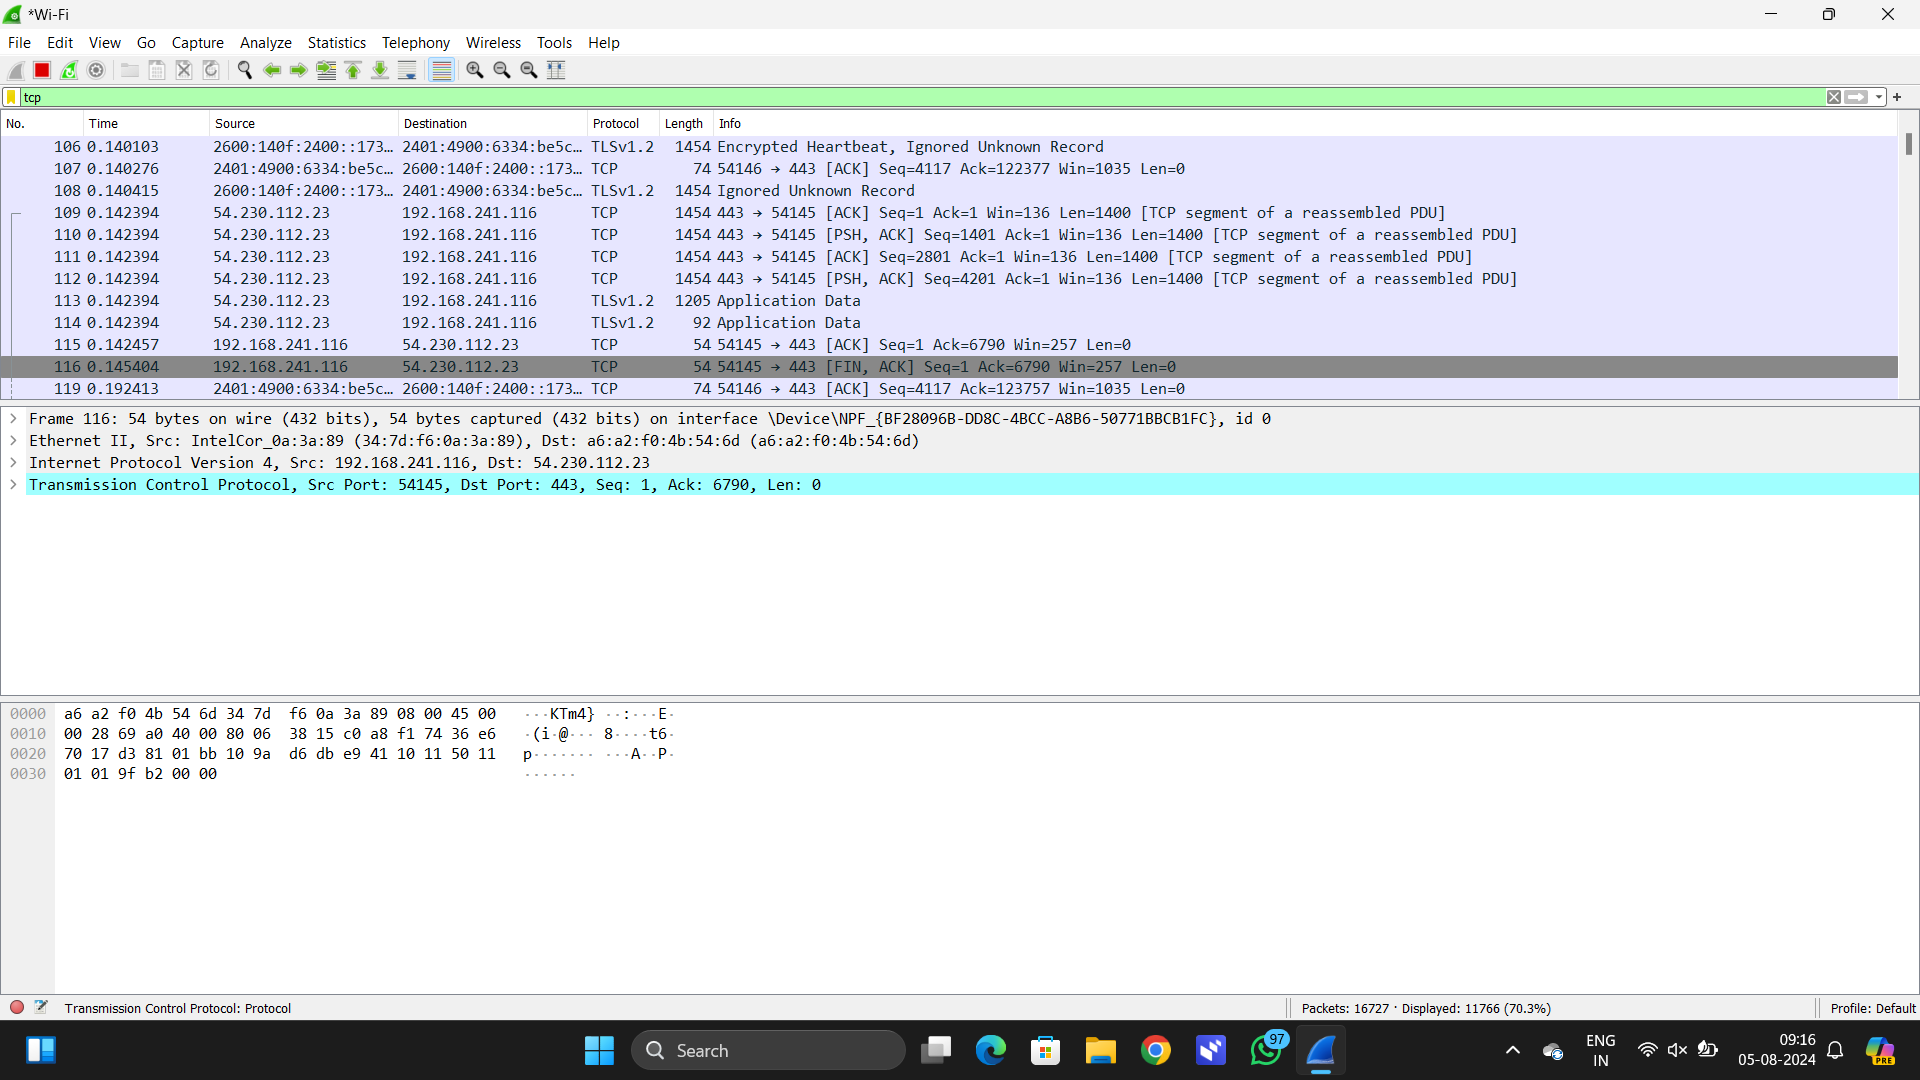 *Wi-Fi
File Edit View Go Capture Analyze Statistics Telephony Wireless Tools Help
tcp
No. Time Source Destination Protocol Length Info
106 0.140103 2600:140f:2400::173… 2401:4900:6334:be5c… TLSv1.2 1454 Encrypted Heartbeat, Ignored Unknown Record
107 0.140276 2401:4900:6334:be5c… 2600:140f:2400::173… TCP 74 54146 → 443 [ACK] Seq=4117 Ack=122377 Win=1035 Len=0
108 0.140415 2600:140f:2400::173… 2401:4900:6334:be5c… TLSv1.2 1454 Ignored Unknown Record
109 0.142394 54.230.112.23 192.168.241.116 TCP 1454 443 → 54145 [ACK] Seq=1 Ack=1 Win=136 Len=1400 [TCP segment of a reassembled PDU]
110 0.142394 54.230.112.23 192.168.241.116 TCP 1454 443 → 54145 [PSH, ACK] Seq=1401 Ack=1 Win=136 Len=1400 [TCP segment of a reassembled PDU]
111 0.142394 54.230.112.23 192.168.241.116 TCP 1454 443 → 54145 [ACK] Seq=2801 Ack=1 Win=136 Len=1400 [TCP segment of a reassembled PDU]
112 0.142394 54.230.112.23 192.168.241.116 TCP 1454 443 → 54145 [PSH, ACK] Seq=4201 Ack=1 Win=136 Len=1400 [TCP segment of a reassembled PDU]
113 0.142394 54.230.112.23 192.168.241.116 TLSv1.2 1205 Application Data
114 0.142394 54.230.112.23 192.168.241.116 TLSv1.2 92 Application Data
115 0.142457 192.168.241.116 54.230.112.23 TCP 54 54145 → 443 [ACK] Seq=1 Ack=6790 Win=257 Len=0
116 0.145404 192.168.241.116 54.230.112.23 TCP 54 54145 → 443 [FIN, ACK] Seq=1 Ack=6790 Win=257 Len=0
119 0.192413 2401:4900:6334:be5c… 2600:140f:2400::173… TCP 74 54146 → 443 [ACK] Seq=4117 Ack=123757 Win=1035 Len=0
Frame 116: 54 bytes on wire (432 bits), 54 bytes captured (432 bits) on interface \Device\NPF_{BF28096B-DD8C-4BCC-A8B6-50771BBCB1FC}, id 0
Ethernet II, Src: IntelCor_0a:3a:89 (34:7d:f6:0a:3a:89), Dst: a6:a2:f0:4b:54:6d (a6:a2:f0:4b:54:6d)
Internet Protocol Version 4, Src: 192.168.241.116, Dst: 54.230.112.23
Transmission Control Protocol, Src Port: 54145, Dst Port: 443, Seq: 1, Ack: 6790, Len: 0
0000 a6 a2 f0 4b 54 6d 34 7d f6 0a 3a 89 08 00 45 00 ···KTm4} ··:···E·
0010 00 28 69 a0 40 00 80 06 38 15 c0 a8 f1 74 36 e6 ·(i·@··· 8····t6·
0020 70 17 d3 81 01 bb 10 9a d6 db e9 41 10 11 50 11 p······· ···A··P·
0030 01 01 9f b2 00 00 ······
Transmission Control Protocol: Protocol Packets: 16727 · Displayed: 11766 (70.3%) Profile: Default
Search 97 ENG IN 09:16 05-08-2024 PRE